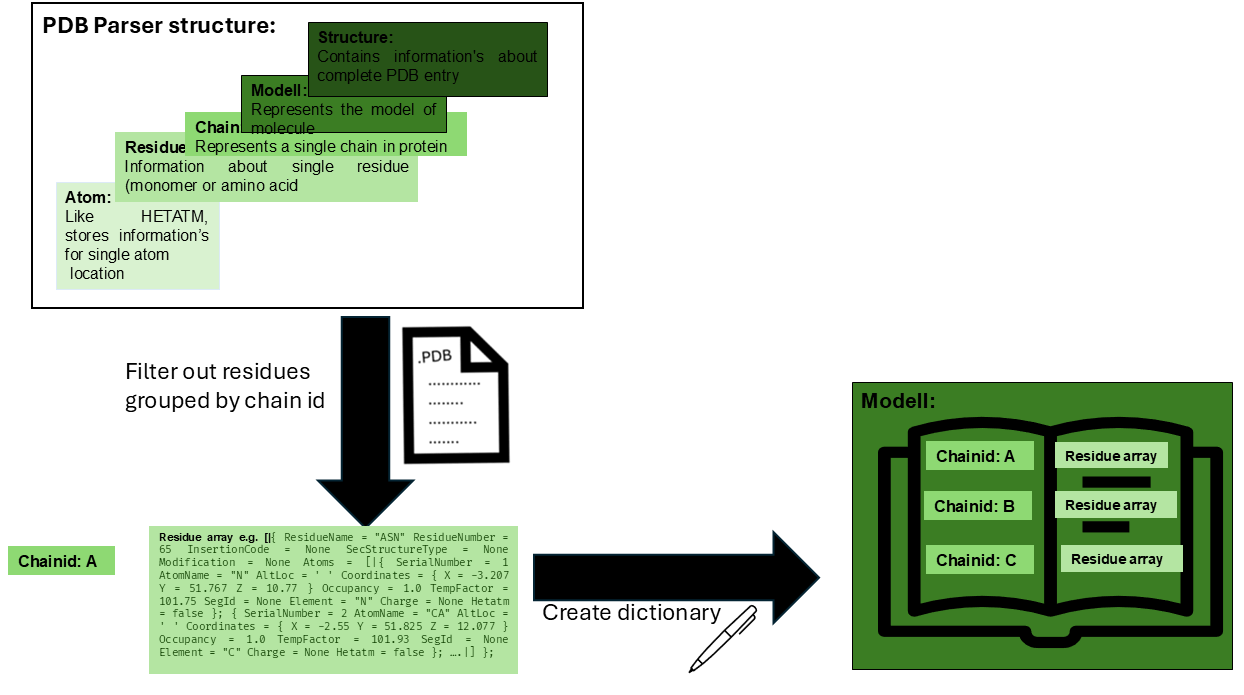 PDB Parser structure:
Structure:
Contains information's about
complete PDB entry
Modell:
Represents the model of
molecule
Chain
Represents a single chain in protein
Residue
Information about single residue
(monomer or amino acid
Atom:
Like HETATM,
stores information’s
for single atom
location
Filter out residues
grouped by chain id
.PDB
Chainid: A
Residue array e.g. [|{ ResidueName = "ASN" ResidueNumber =
65 InsertionCode = None SecStructureType = None
Modification = None Atoms = [|{ SerialNumber = 1
AtomName = "N" AltLoc = ' ' Coordinates = { X = -3.207
Y = 51.767 Z = 10.77 } Occupancy = 1.0 TempFactor =
101.75 SegId = None Element = "N" Charge = None Hetatm
= false }; { SerialNumber = 2 AtomName = "CA" AltLoc =
' ' Coordinates = { X = -2.55 Y = 51.825 Z = 12.077 }
Occupancy = 1.0 TempFactor = 101.93 SegId = None
Element = "C" Charge = None Hetatm = false }; ….|] };
Create dictionary
Modell:
Chainid: A Residue array
Chainid: B Residue array
Chainid: C Residue array